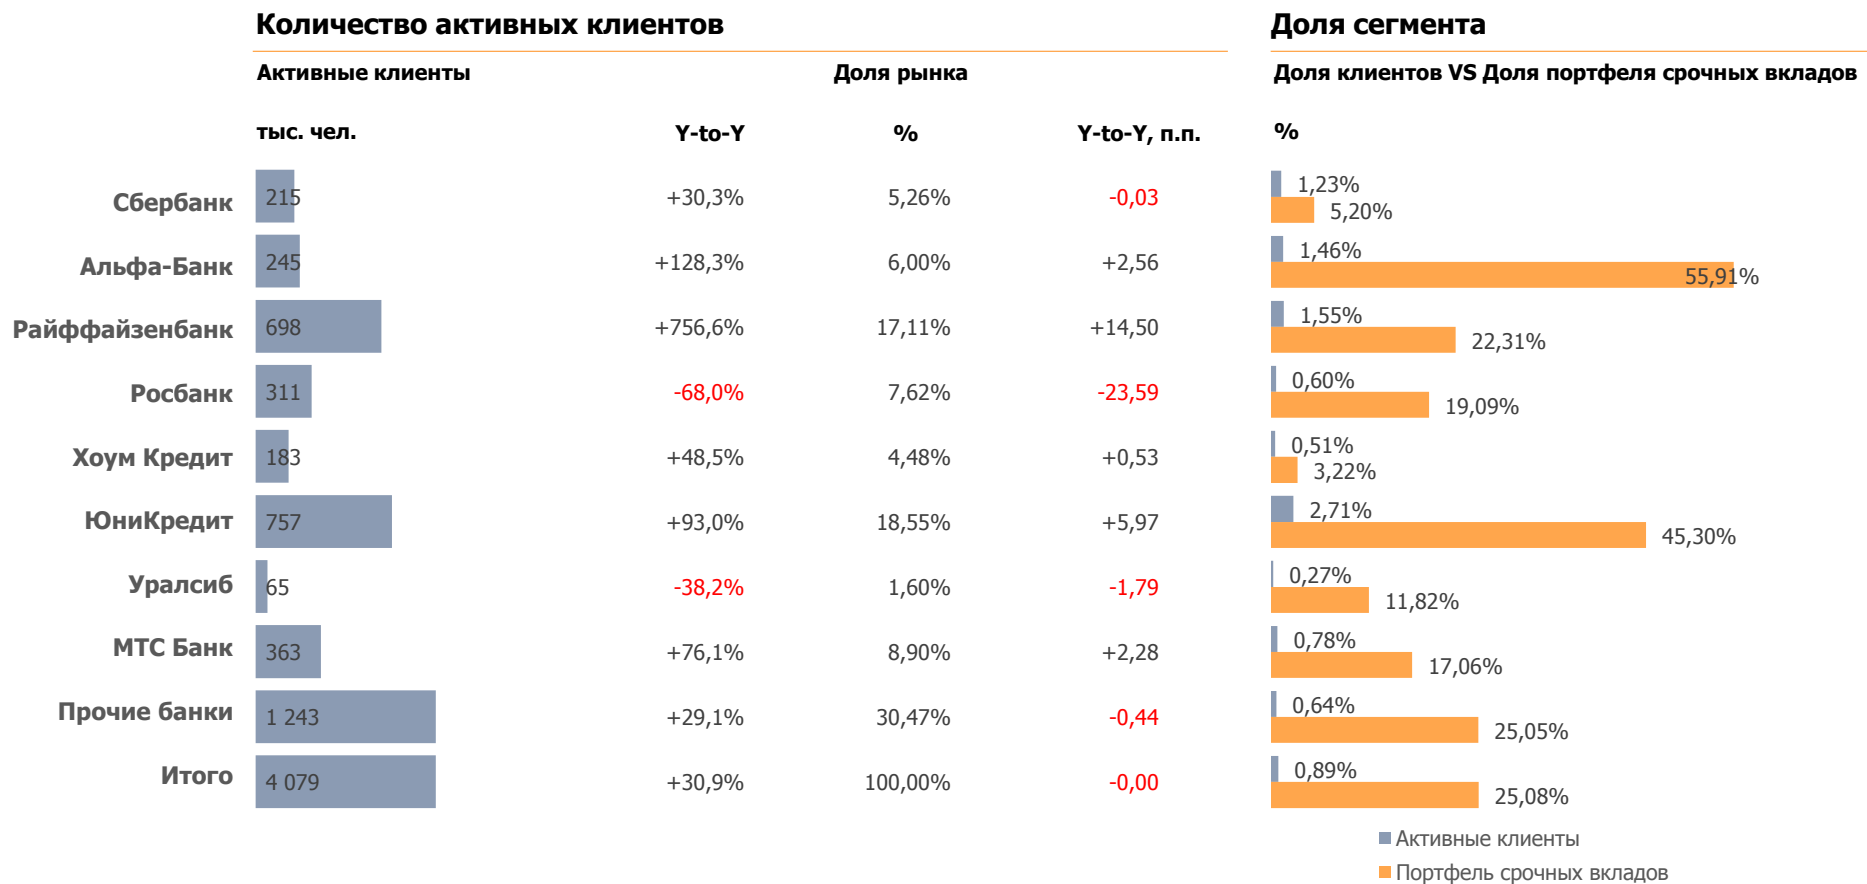 Количество активных клиентов Доля сегмента
Активные клиенты Доля рынка Доля клиентов VS Доля портфеля срочных вкладов
тыс. чел. Y-to-Y % Y-to-Y, п.п. %
Сбербанк 215 +30,3% 5,26% -0,03 1,23% 5,20%
Альфа-Банк 245 +128,3% 6,00% +2,56 1,46% 55,91%
Райффайзенбанк 698 +756,6% 17,11% +14,50 1,55% 22,31%
Росбанк 311 -68,0% 7,62% -23,59 0,60% 19,09%
Хоум Кредит 183 +48,5% 4,48% +0,53 0,51% 3,22%
ЮниКредит 757 +93,0% 18,55% +5,97 2,71% 45,30%
Уралсиб 65 -38,2% 1,60% -1,79 0,27% 11,82%
МТС Банк 363 +76,1% 8,90% +2,28 0,78% 17,06%
Прочие банки 1 243 +29,1% 30,47% -0,44 0,64% 25,05%
Итого 4 079 +30,9% 100,00% -0,00 0,89% 25,08%
Активные клиенты
Портфель срочных вкладов